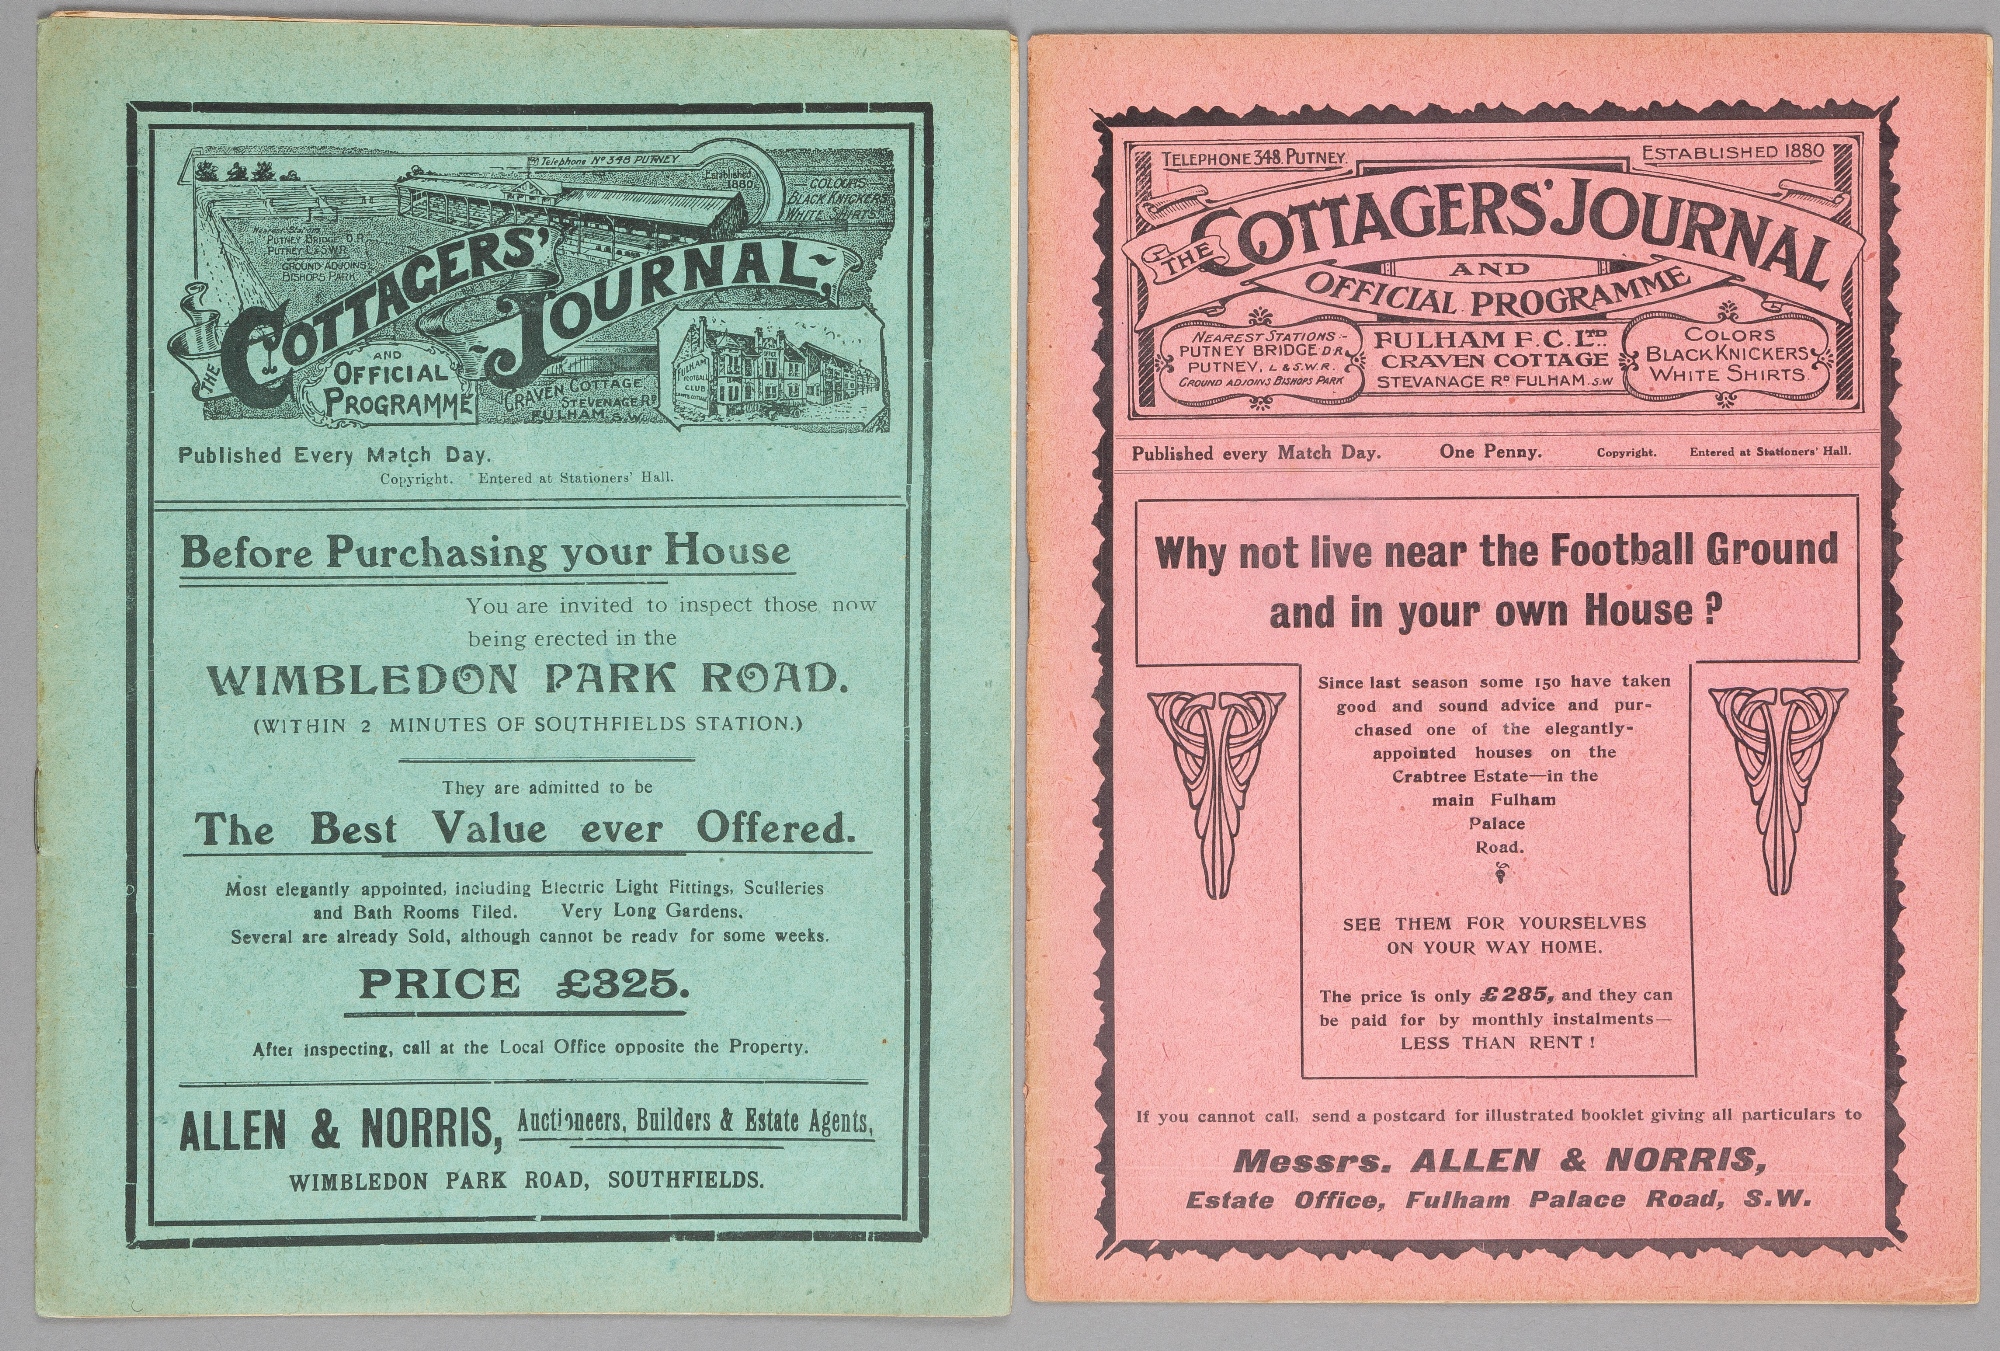 Telephone Nº 348 PUTNEY
Established 1880
COLOURS
BLACK KNICKERS
WHITE SHIRTS
Nearest Stations
PUTNEY BRIDGE D.R.
PUTNEY L & S.W.R.
GROUND ADJOINS
BISHOPS PARK
THE COTTAGERS' JOURNAL,
AND
OFFICIAL
PROGRAMME
CRAVEN COTTAGE
STEVENAGE Rd
FULHAM. S.W.
FULHAM
FOOTBALL
CLUB
Published Every Match Day.
Copyright. Entered at Stationers' Hall.
Before Purchasing your House
You are invited to inspect those now
being erected in the
WIMBLEDON PARK ROAD.
(WITHIN 2 MINUTES OF SOUTHFIELDS STATION.)
They are admitted to be
The Best Value ever Offered.
Most elegantly appointed, including Electric Light Fittings, Sculleries
and Bath Rooms Tiled. Very Long Gardens.
Several are already Sold, although cannot be ready for some weeks.
PRICE £325.
After inspecting, call at the Local Office opposite the Property.
ALLEN & NORRIS, Auctioneers, Builders & Estate Agents,
WIMBLEDON PARK ROAD, SOUTHFIELDS.
TELEPHONE 348. PUTNEY.
ESTABLISHED 1880
THE COTTAGERS' JOURNAL
AND
OFFICIAL PROGRAMME
NEAREST STATIONS:-
PUTNEY BRIDGE D.R.
PUTNEY, L & S.W.R.
GROUND ADJOINS BISHOPS PARK
FULHAM F.C. LTD
CRAVEN COTTAGE
STEVENAGE Rd FULHAM. S.W
COLORS
BLACK KNICKERS
WHITE SHIRTS.
Published every Match Day. One Penny. Copyright. Entered at Stationers' Hall.
Why not live near the Football Ground
and in your own House ?
Since last season some 150 have taken
good and sound advice and pur-
chased one of the elegantly-
appointed houses on the
Crabtree Estate—in the
main Fulham
Palace
Road.
SEE THEM FOR YOURSELVES
ON YOUR WAY HOME.
The price is only £285, and they can
be paid for by monthly instalments—
LESS THAN RENT !
If you cannot call, send a postcard for illustrated booklet giving all particulars to
Messrs. ALLEN & NORRIS,
Estate Office, Fulham Palace Road, S.W.